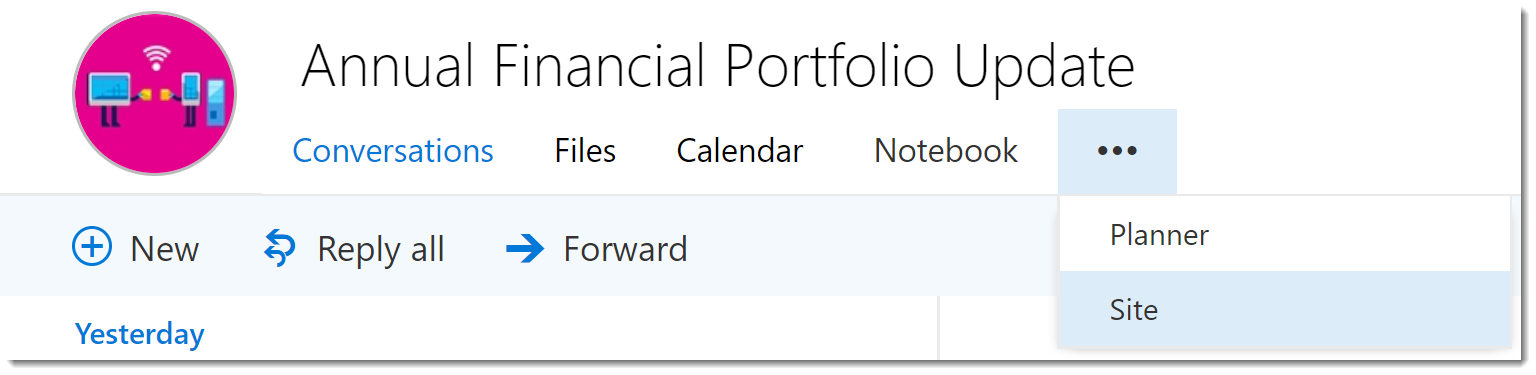 Annual Financial Portfolio Update
Conversations Files Calendar Notebook •••
New Reply all Forward
Planner
Site
Yesterday